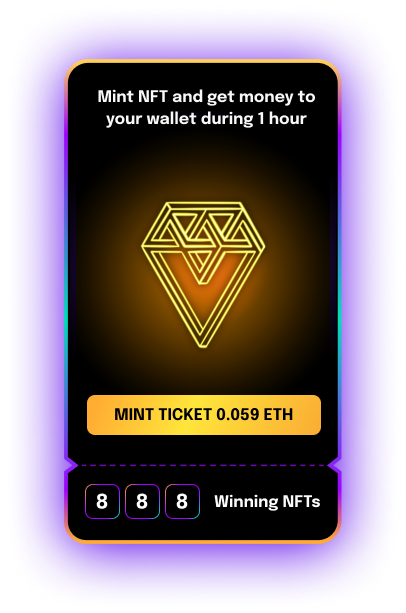 Mint NFT and get money to
your wallet during 1 hour
MINT TICKET 0.059 ETH
8 8 8 Winning NFTs